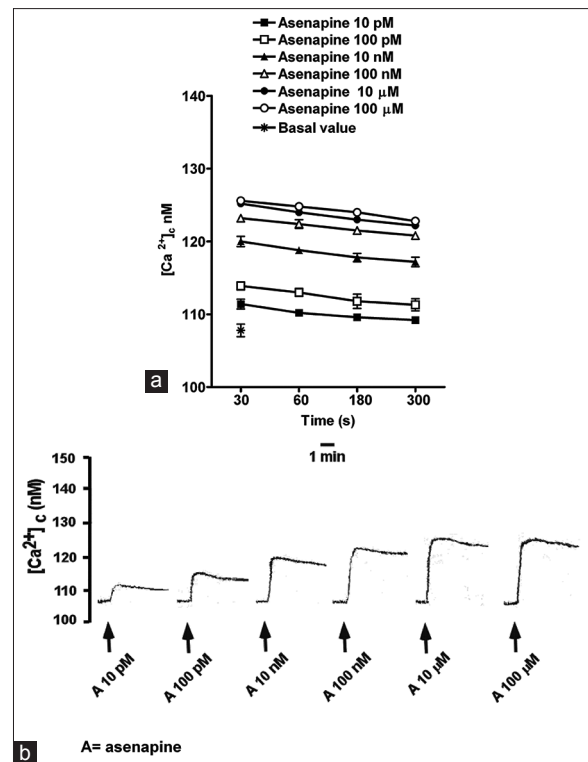 Asenapine 10 pM
Asenapine 100 pM
Asenapine 10 nM
Asenapine 100 nM
Asenapine 10 μM
Asenapine 100 μM
Basal value
140
130
120
110
100
[Ca 2+]c nM
30 60 180 300
Time (s)
a
1 min
150
140
130
120
110
100
[Ca2+]c (nM)
A 10 pM
A 100 pM
A 10 nM
A 100 nM
A 10 μM
A 100 μM
b
A= asenapine